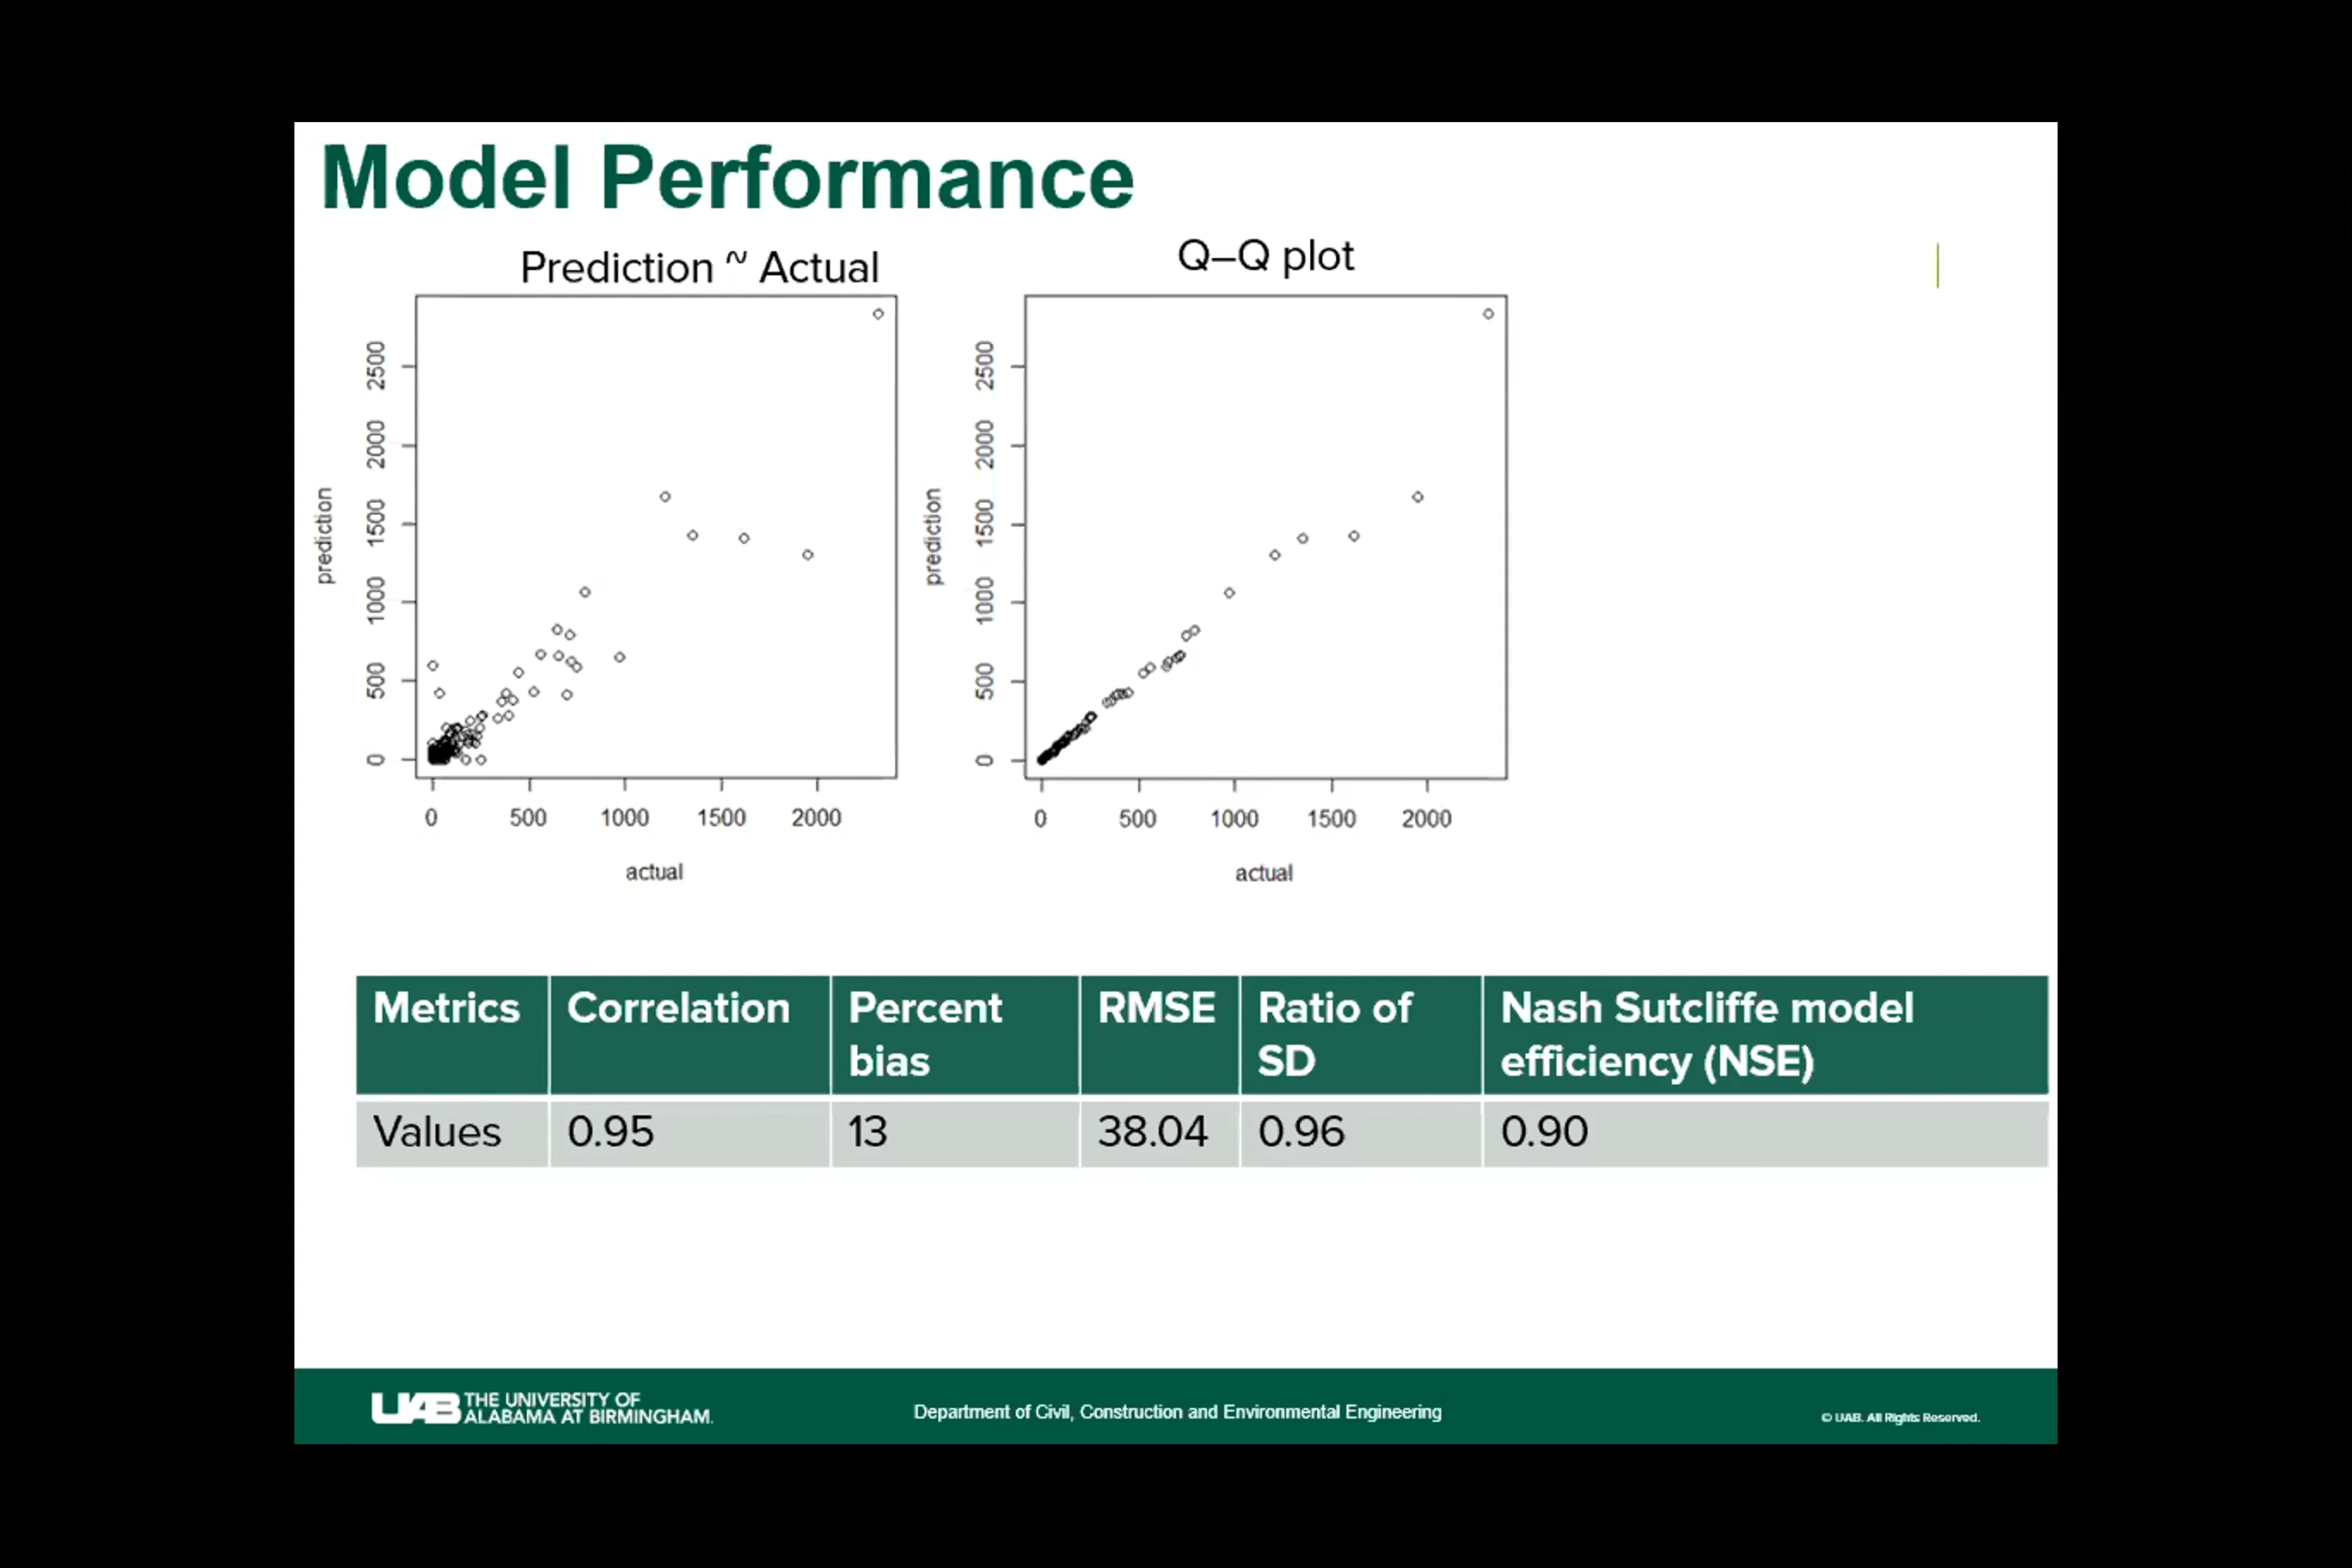 Model Performance
Prediction ~ Actual
prediction
2500
2000
1500
1000
500
0
0 500 1000 1500 2000
actual
Q–Q plot
prediction
2500
2000
1500
1000
500
0
0 500 1000 1500 2000
actual
Metrics Correlation Percent bias RMSE Ratio of SD Nash Sutcliffe model efficiency (NSE)
Values 0.95 13 38.04 0.96 0.90
UAB THE UNIVERSITY OF
ALABAMA AT BIRMINGHAM.
Department of Civil, Construction and Environmental Engineering
© UAB. All Rights Reserved.